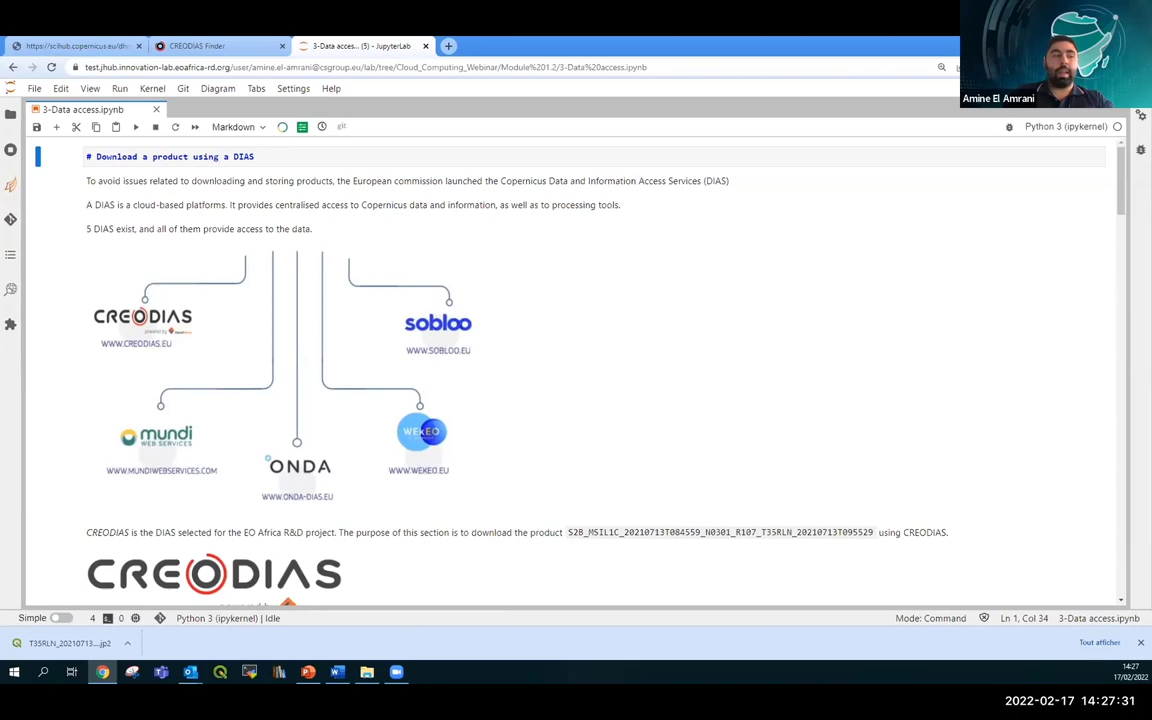 https://scihub.copernicus.eu/dhu
CREODIAS Finder
3-Data acces... (5) - JupyterLab
test.jhub.innovation-lab.eoafrica-rd.org/user/amine.el-amrani@csgroup.eu/lab/tree/Cloud_Computing_Webinar/Module%201.2/3-Data%20access.ipynb
Amine El Amrani
File Edit View Run Kernel Git Diagram Tabs Settings Help
3-Data access.ipynb
Markdown
git
Python 3 (ipykernel)
# Download a product using a DIAS
To avoid issues related to downloading and storing products, the European commission launched the Copernicus Data and Information Access Services (DIAS)
A DIAS is a cloud-based platforms. It provides centralised access to Copernicus data and information, as well as to processing tools.
5 DIAS exist, and all of them provide access to the data.
CREODIAS
powered by
WWW.CREODIAS.EU
sobloo
WWW.SOBLOO.EU
mundi
WEB SERVICES
WWW.MUNDIWEBSERVICES.COM
WEKEO
WWW.WEKEO.EU
ONDA
WWW.ONDA-DIAS.EU
CREODIAS is the DIAS selected for the EO Africa R&D project. The purpose of this section is to download the product S2B_MSIL1C_20210713T084559_N0301_R107_T35RLN_20210713T095529 using CREODIAS.
CREODIAS
Simple 4 0 Python 3 (ipykernel) | Idle
Mode: Command Ln 1, Col 34 3-Data access.ipynb
T35RLN_20210713....jp2
Tout afficher
14:27
17/02/2022
2022-02-17 14:27:31